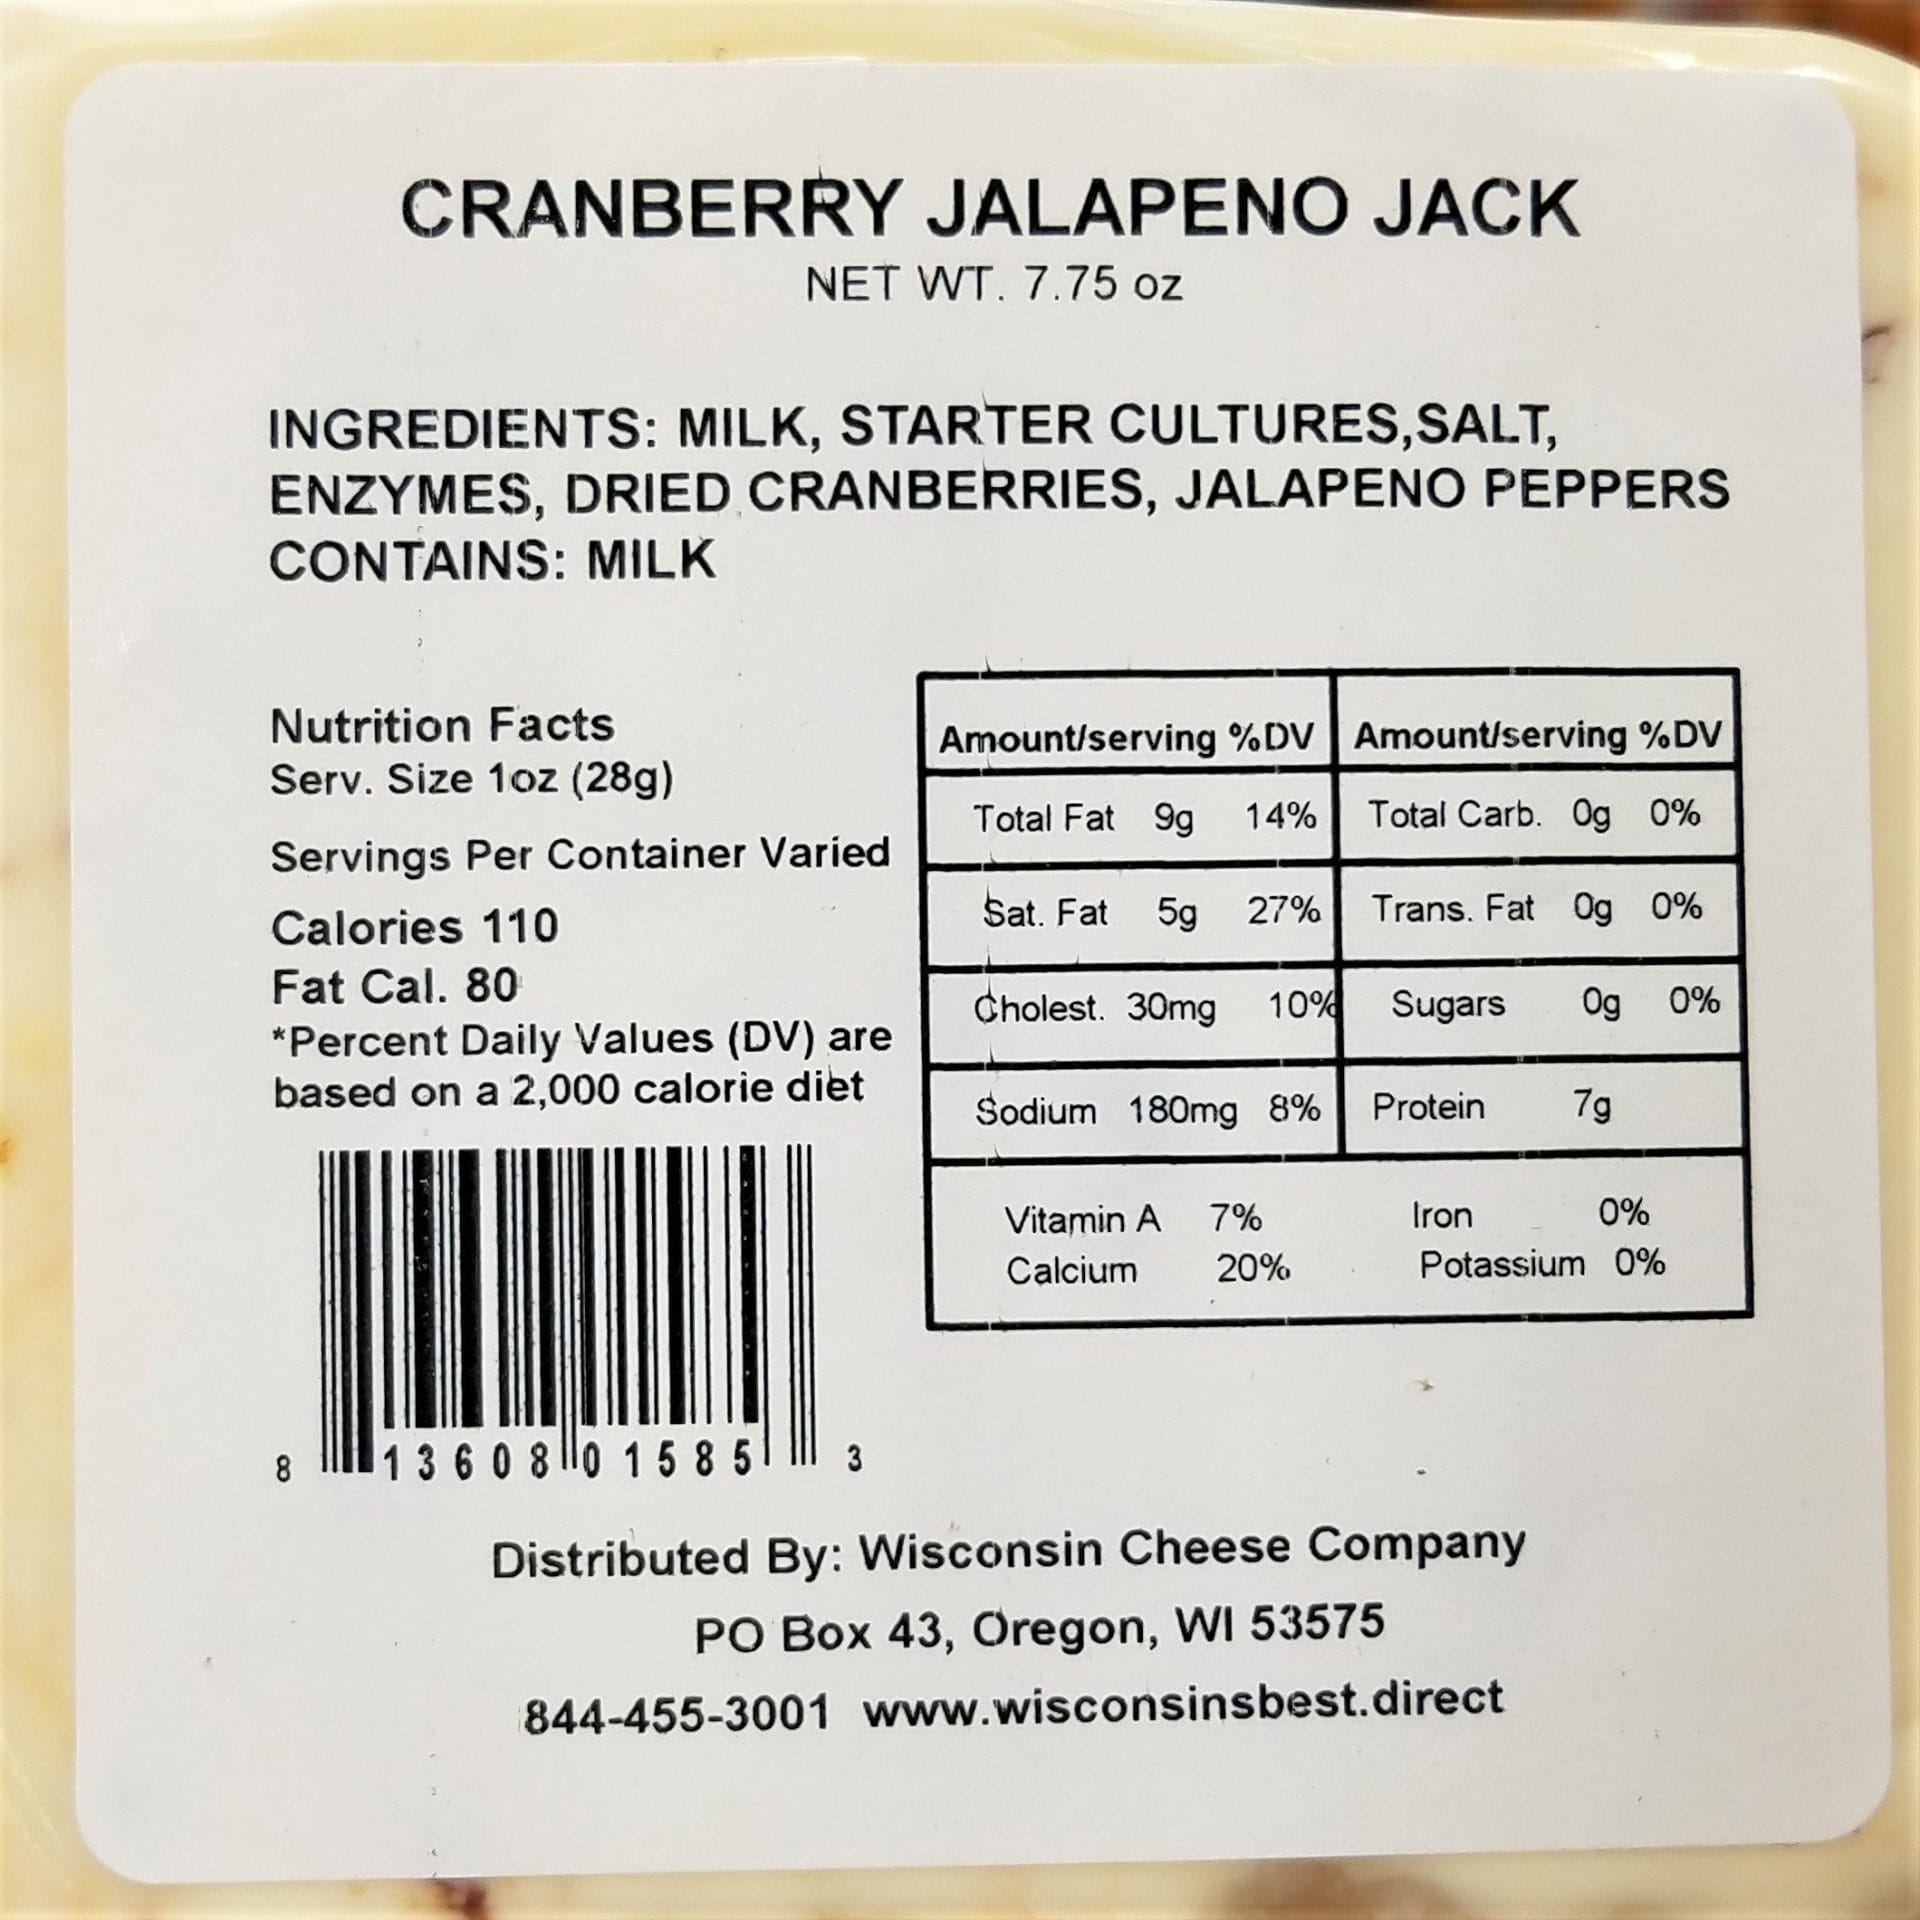 CRANBERRY JALAPENO JACK
NET WT. 7.75 oz
INGREDIENTS: MILK, STARTER CULTURES,SALT,
ENZYMES, DRIED CRANBERRIES, JALAPENO PEPPERS
CONTAINS: MILK
Nutrition Facts
Serv. Size 1oz (28g)
Servings Per Container Varied
Calories 110
Fat Cal. 80
*Percent Daily Values (DV) are
based on a 2,000 calorie diet
Amount/serving %DV Amount/serving %DV
Total Fat 9g 14% Total Carb. 0g 0%
Sat. Fat 5g 27% Trans. Fat 0g 0%
Cholest. 30mg 10% Sugars 0g 0%
Sodium 180mg 8% Protein 7g
Vitamin A 7% Iron 0%
Calcium 20% Potassium 0%
8 13608 01585 3
Distributed By: Wisconsin Cheese Company
PO Box 43, Oregon, WI 53575
844-455-3001 www.wisconsinsbest.direct